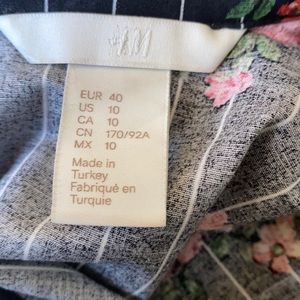 H&M
EUR 40
US 10
CA 10
CN 170/92A
MX 10
Made in
Turkey
Fabriqué en
Turquie